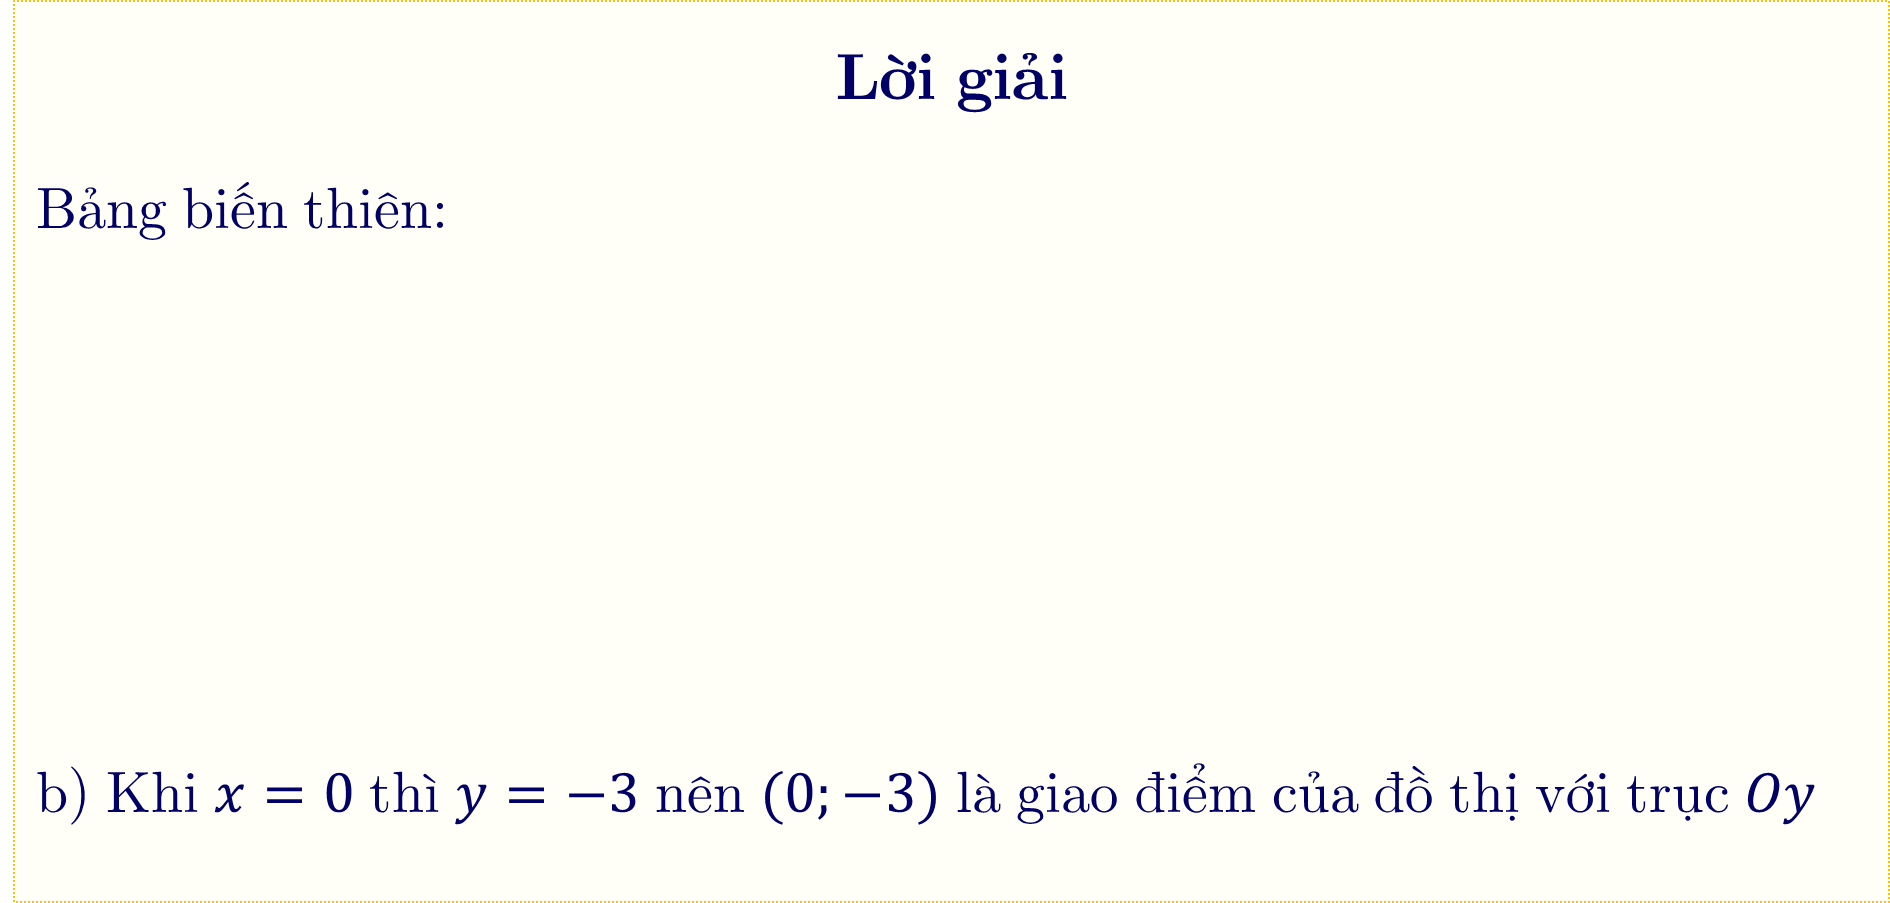 Lời giải
Bảng biến thiên:
b) Khi x = 0 thì y = −3 nên (0; −3) là giao điểm của đồ thị với trục Oy